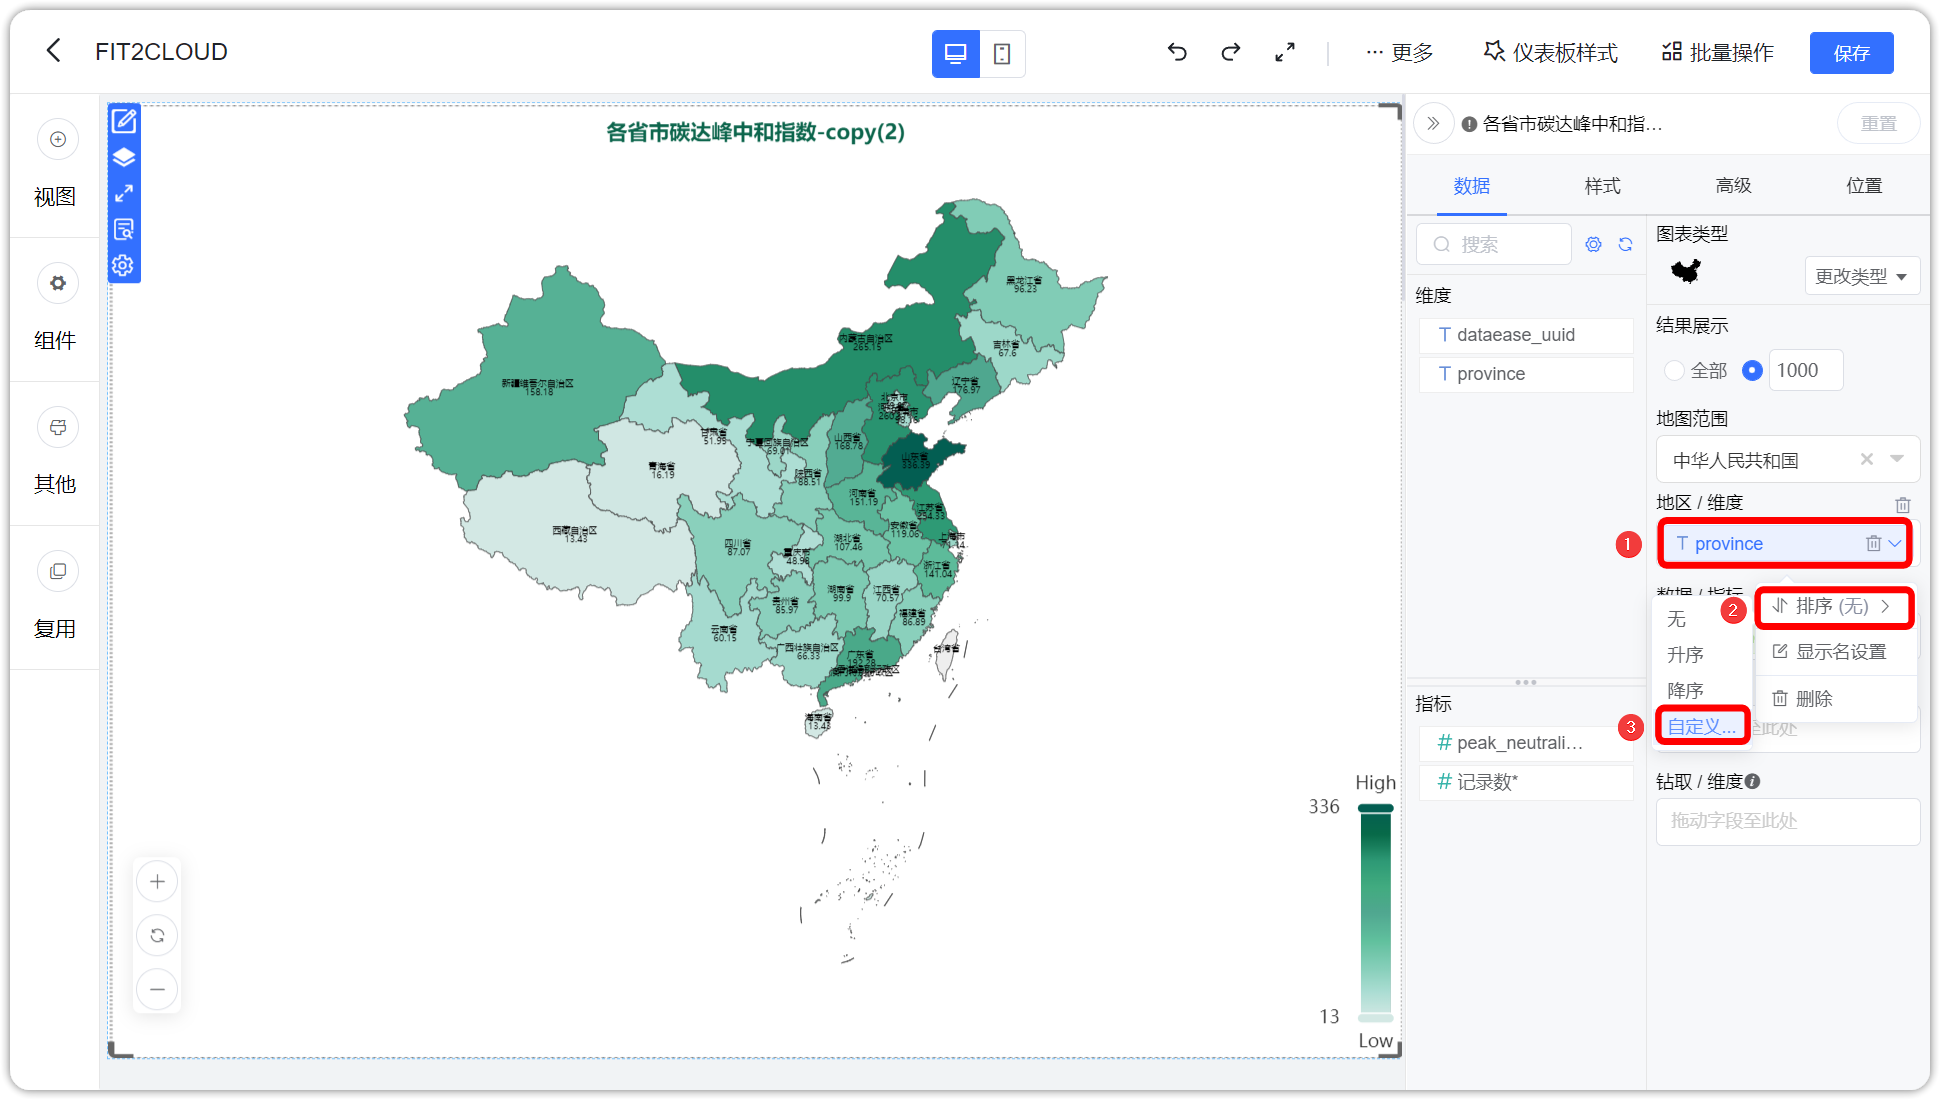 FIT2CLOUD
更多
仪表板样式
批量操作
保存
视图
组件
其他
复用
各省市碳达峰中和指数-copy(2)
黑龙江省
96.23
内蒙古自治区
265.15
吉林省
67.6
辽宁省
176.97
新疆维吾尔自治区
158.18
北京市
98.16
甘肃省
51.99
宁夏回族自治区
69.01
山西省
168.78
山东省
336.39
青海省
16.19
陕西省
88.51
河南省
151.19
江苏省
254.33
安徽省
119.06
上海市
71.14
西藏自治区
13.43
四川省
87.07
重庆市
48.98
湖北省
107.46
浙江省
141.04
湖南省
99.9
江西省
70.57
贵州省
85.97
福建省
86.89
云南省
60.15
广西壮族自治区
66.33
广东省
192.28
台湾省
海南省
13.43
High
336
13
Low
各省市碳达峰中和指...
重置
数据
样式
高级
位置
搜索
维度
T dataease_uuid
T province
指标
# peak_neutrali...
# 记录数*
图表类型
更改类型
结果展示
全部
1000
地图范围
中华人民共和国
地区 / 维度
1
T province
数据 / 指标
2
排序 (无)
显示名设置
删除
无
升序
降序
3
自定义...
至此处
钻取 / 维度
拖动字段至此处